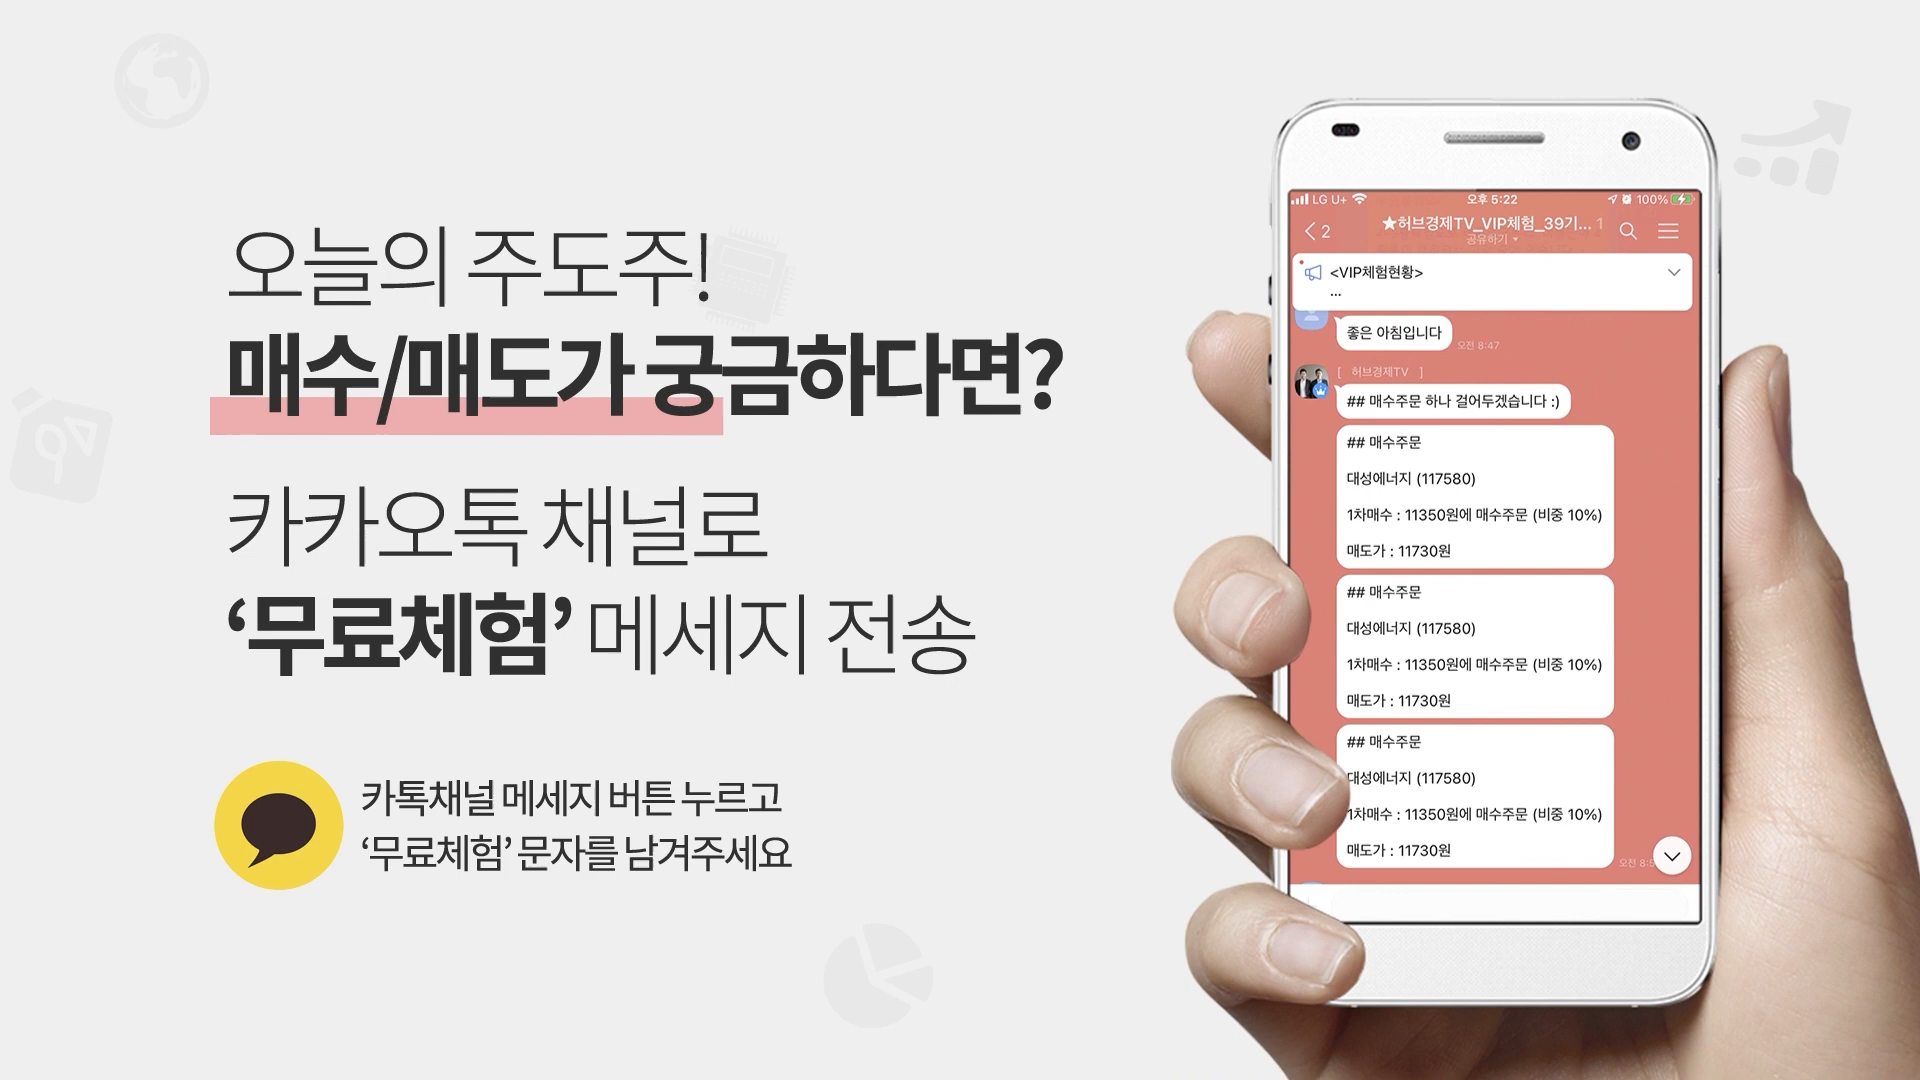 오늘의 주도주!
매수/매도가 궁금하다면?
카카오톡 채널로
‘무료체험’ 메세지 전송
카톡채널 메세지 버튼 누르고
‘무료체험’ 문자를 남겨주세요
LG U+ 오후 5:22 100%
2 ★허브경제TV_VIP체험_39기... 1
공유하기
<VIP체험현황>
...
좋은 아침입니다
오전 8:47
[ 허브경제TV ]
## 매수주문 하나 걸어두겠습니다 :)
## 매수주문
대성에너지 (117580)
1차매수 : 11350원에 매수주문 (비중 10%)
매도가 : 11730원
## 매수주문
대성에너지 (117580)
1차매수 : 11350원에 매수주문 (비중 10%)
매도가 : 11730원
## 매수주문
대성에너지 (117580)
1차매수 : 11350원에 매수주문 (비중 10%)
매도가 : 11730원
오전